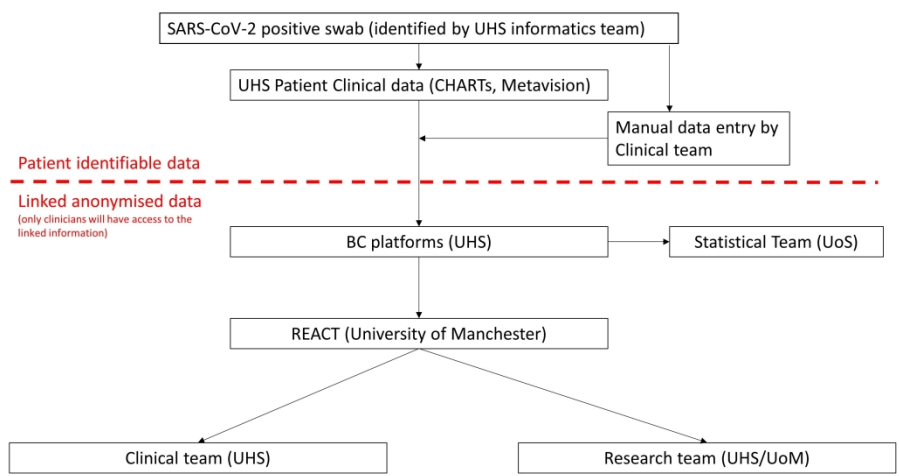 SARS-CoV-2 positive swab (identified by UHS informatics team)
UHS Patient Clinical data (CHARTs, Metavision)
Manual data entry by
Clinical team
Patient identifiable data
Linked anonymised data
(only clinicians will have access to the
linked information)
BC platforms (UHS)
Statistical Team (UoS)
REACT (University of Manchester)
Clinical team (UHS)
Research team (UHS/UoM)